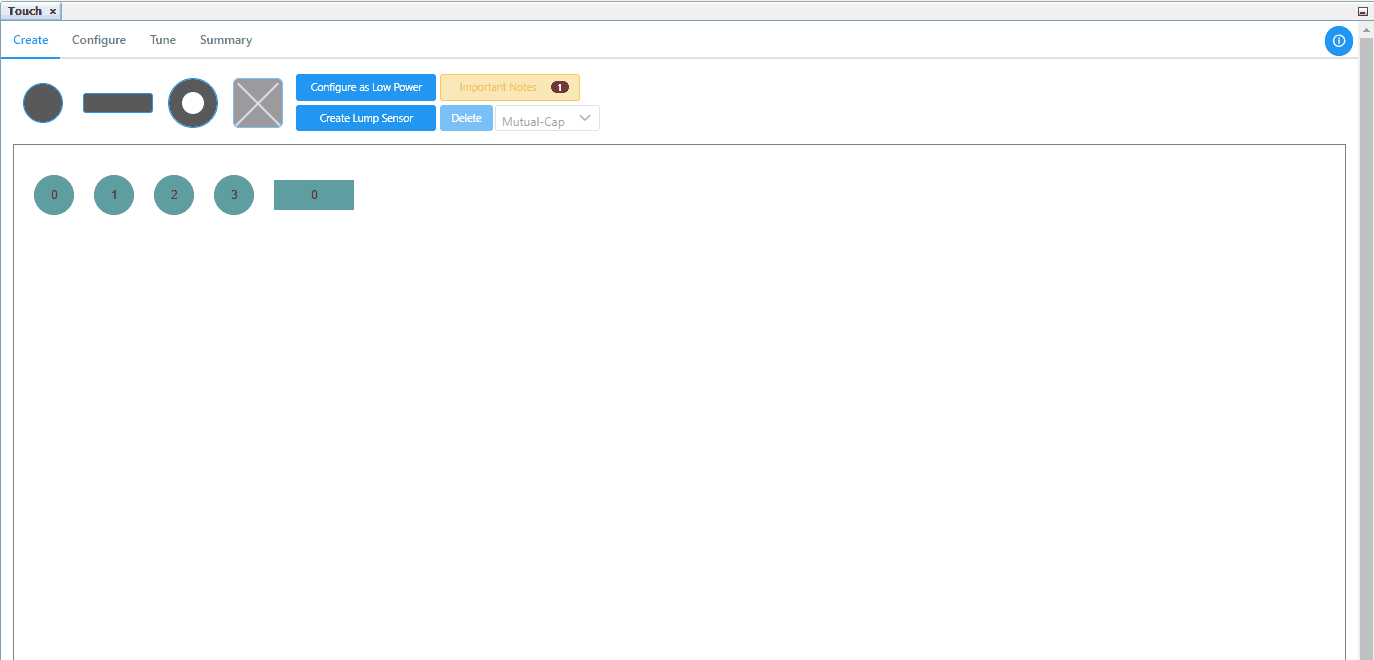 Touch ×
Create Configure Tune Summary
Configure as Low Power Important Notes 1
Create Lump Sensor Delete Mutual-Cap
0 1 2 3 0